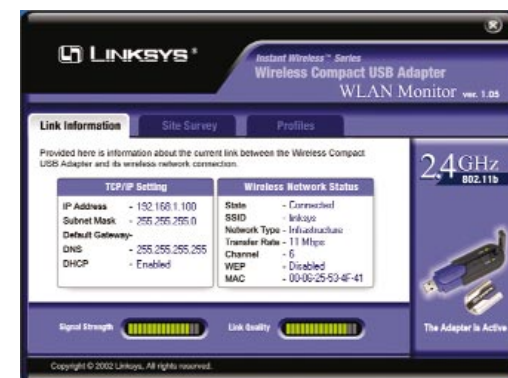 LINKSYS®
Instant Wireless™ Series
Wireless Compact USB Adapter
WLAN Monitor ver. 1.05
Link Information
Site Survey
Profiles
Provided here is information about the current link between the Wireless Compact
USB Adapter and its wireless network connection.
TCP/IP Setting
IP Address - 192.168.1.100
Subnet Mask - 255.255.255.0
Default Gateway-
DNS - 255.255.255.255
DHCP - Enabled
Wireless Network Status
State - Connected
SSID - linksys
Network Type - Infrastructure
Transfer Rate - 11 Mbps
Channel - 6
WEP - Disabled
MAC - 00-06-25-53-4F-41
2.4GHz
802.11b
Signal Strength
Link Quality
The Adapter is Active
Copyright © 2002 Linksys, All rights reserved.